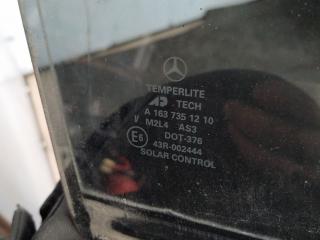 TEMPERLITE
AP TECH
A 163 735 12 10
V M2L4 AS3
DOT-376
E6 43R-002444
SOLAR CONTROL